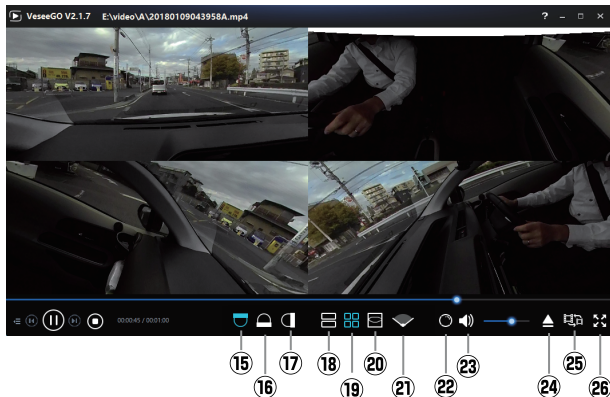 VeseeGO V2.1.7 E:\video\A\20180109043958A.mp4 ?
00:00:45 / 00:01:00
⑮ ⑯ ⑰ ⑱ ⑲ ⑳ ㉑ ㉒ ㉓ ㉔ ㉕ ㉖